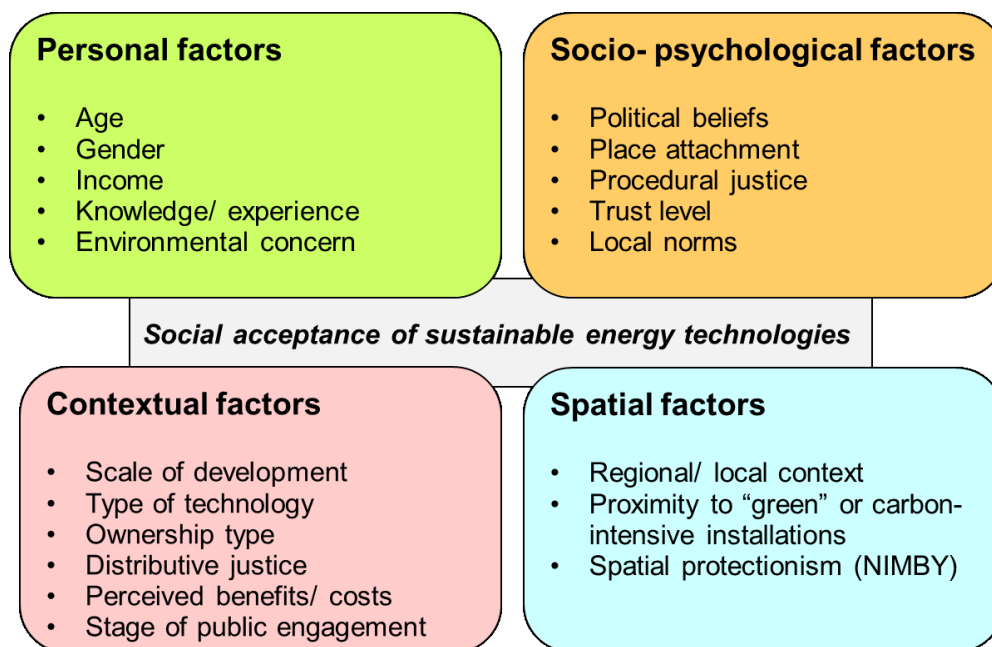 Personal factors
• Age
• Gender
• Income
• Knowledge/ experience
• Environmental concern
Socio- psychological factors
• Political beliefs
• Place attachment
• Procedural justice
• Trust level
• Local norms
Social acceptance of sustainable energy technologies
Contextual factors
• Scale of development
• Type of technology
• Ownership type
• Distributive justice
• Perceived benefits/ costs
• Stage of public engagement
Spatial factors
• Regional/ local context
• Proximity to “green” or carbon-
intensive installations
• Spatial protectionism (NIMBY)